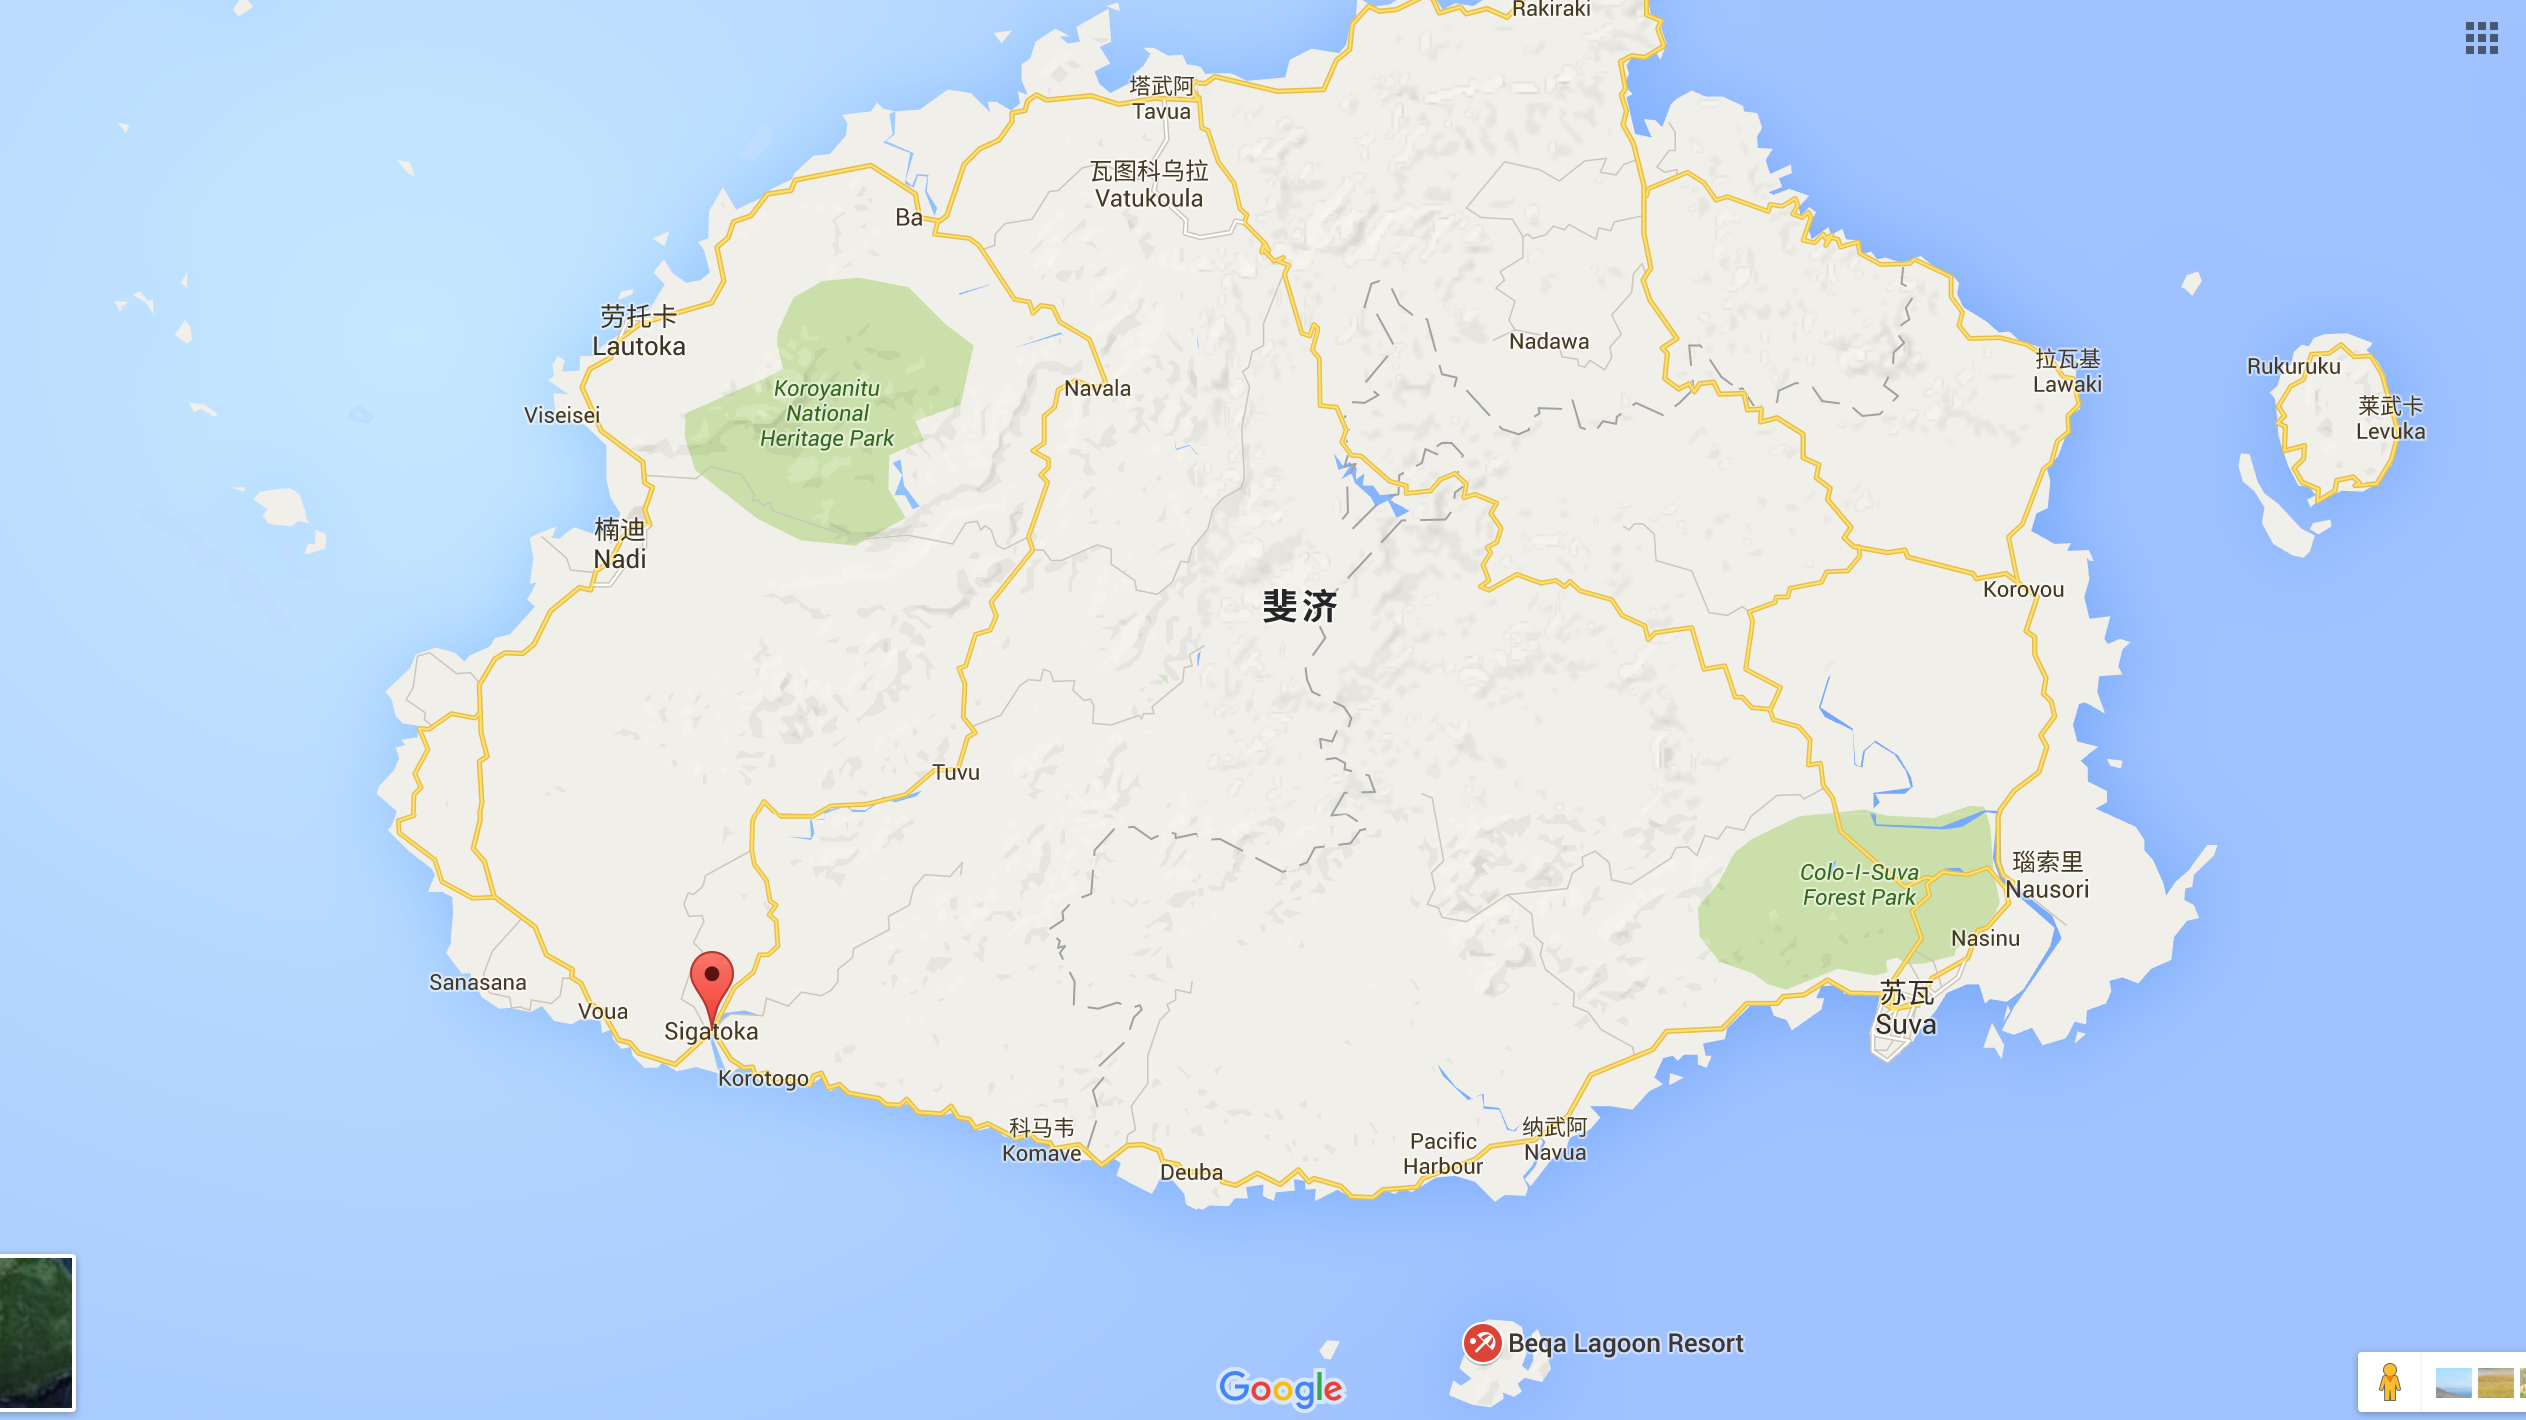 Rakiraki
塔武阿
Tavua
瓦图科乌拉
Vatukoula
Ba
劳托卡
Lautoka
Nadawa
拉瓦基
Lawaki
Rukuruku
Koroyanitu
National
Heritage Park
Navala
Viseisei
莱武卡
Levuka
楠迪
Nadi
斐济
Korovou
Tuvu
Colo-I-Suva
Forest Park
瑙索里
Nausori
Nasinu
Sanasana
Voua
Sigatoka
苏瓦
Suva
Korotogo
科马韦
Komave
Deuba
Pacific
Harbour
纳武阿
Navua
Beqa Lagoon Resort
Google